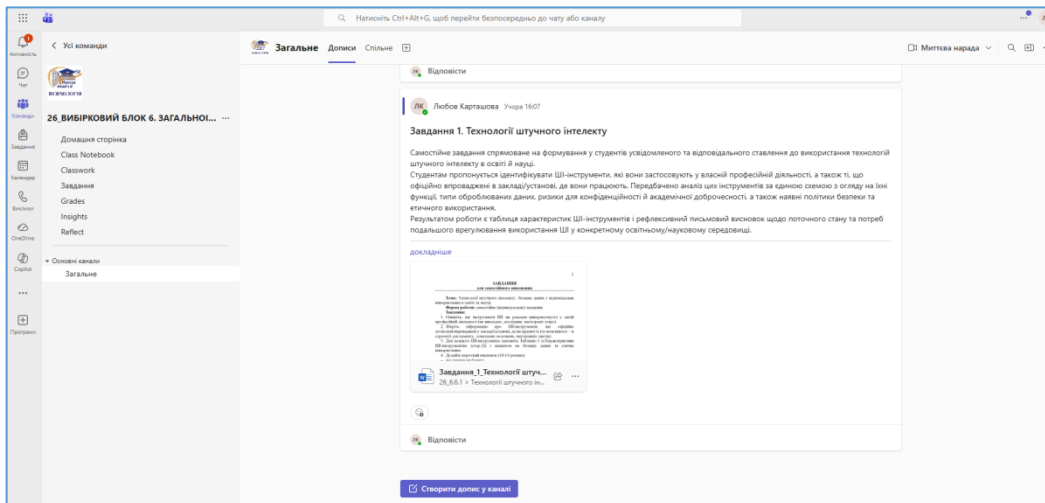 Натисніть Ctrl+Alt+G, щоб перейти безпосередньо до чату або каналу
Активність
Чат
Команди
Завдання
Календар
Виклики
OneDrive
Copilot
Програми
Усі команди
ПСИХОЛОГІЯ
26_ВИБІРКОВИЙ БЛОК 6. ЗАГАЛЬНОЇ...
Домашня сторінка
Class Notebook
Classwork
Завдання
Grades
Insights
Reflect
Основні канали
Загальне
Загальне Дописи Спільне
Миттєва нарада
ЛК Відповісти
ЛК Любов Карташова Учора 16:07
Завдання 1. Технології штучного інтелекту
Самостійне завдання спрямоване на формування у студентів усвідомленого та відповідального ставлення до використання технологій
штучного інтелекту в освіті й науці.
Студентам пропонується ідентифікувати ШІ-інструменти, які вони застосовують у власній професійній діяльності, а також ті, що
офіційно впроваджені в закладі/установі, де вони працюють. Передбачено аналіз цих інструментів за єдиною схемою з огляду на їхні
функції, типи оброблюваних даних, ризики для конфіденційності й академічної доброчесності, а також наявні політики безпеки та
етичного використання.
Результатом роботи є таблиця характеристик ШІ-інструментів і рефлексивний письмовий висновок щодо поточного стану та потреб
подальшого врегулювання використання ШІ у конкретному освітньому/науковому середовищі.
докладніше
ЗАВДАННЯ
для самостійного виконання
Завдання_1_Технології штуч...
26_6.6.1 > Технології штучного ін...
ЛК Відповісти
Створити допис у каналі